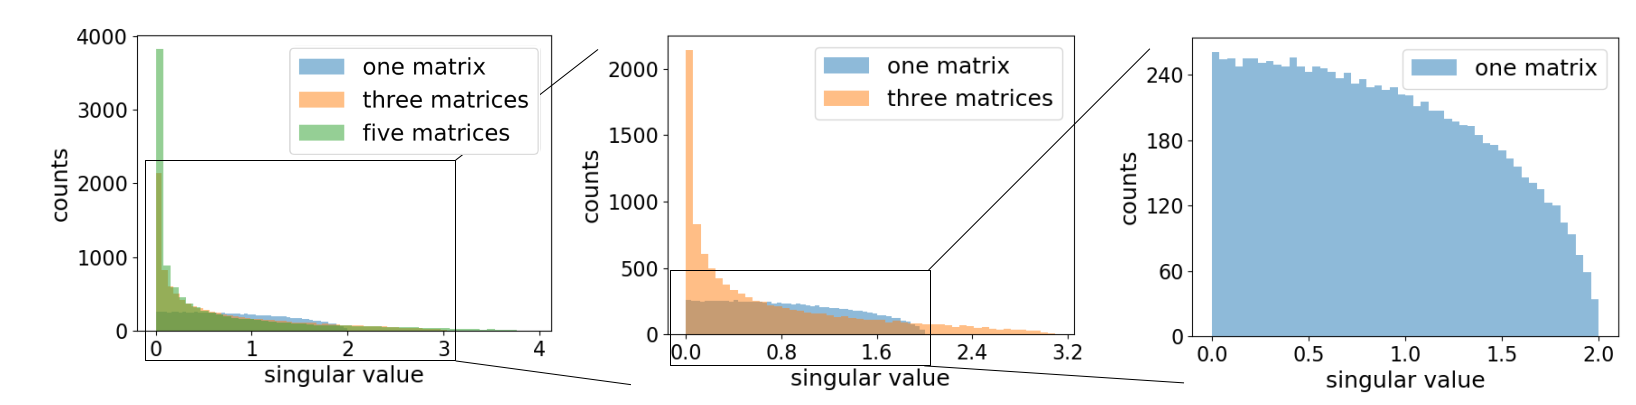 4000
3000
2000
1000
0
counts
0 1 2 3 4
singular value
one matrix
three matrices
five matrices
2000
1500
1000
500
0
counts
0.0 0.8 1.6 2.4 3.2
singular value
one matrix
three matrices
240
180
120
60
0
counts
0.0 0.5 1.0 1.5 2.0
singular value
one matrix